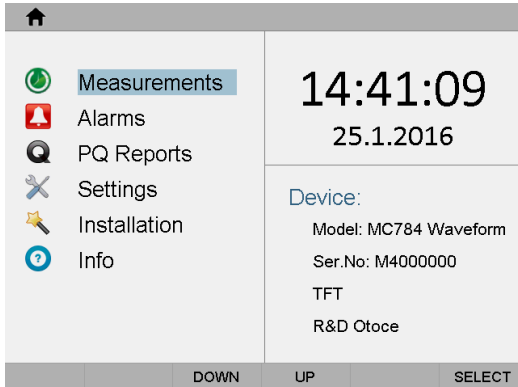 Measurements
Alarms
PQ Reports
Settings
Installation
Info
14:41:09
25.1.2016
Device:
Model: MC784 Waveform
Ser.No: M4000000
TFT
R&D Otoce
DOWN UP SELECT